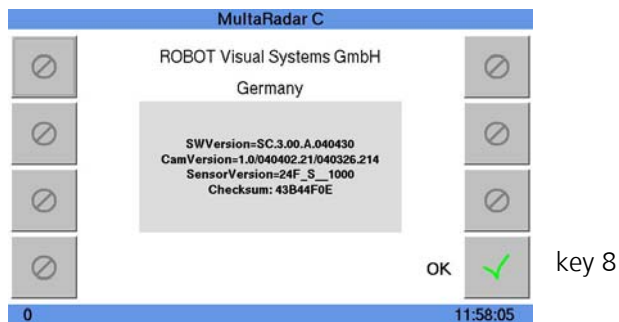 MultaRadar C
ROBOT Visual Systems GmbH
Germany
SWVersion=SC.3.00.A.040430
CamVersion=1.0/040402.21/040326.214
SensorVersion=24F_S__1000
Checksum: 43B44F0E
OK
key 8
0
11:58:05